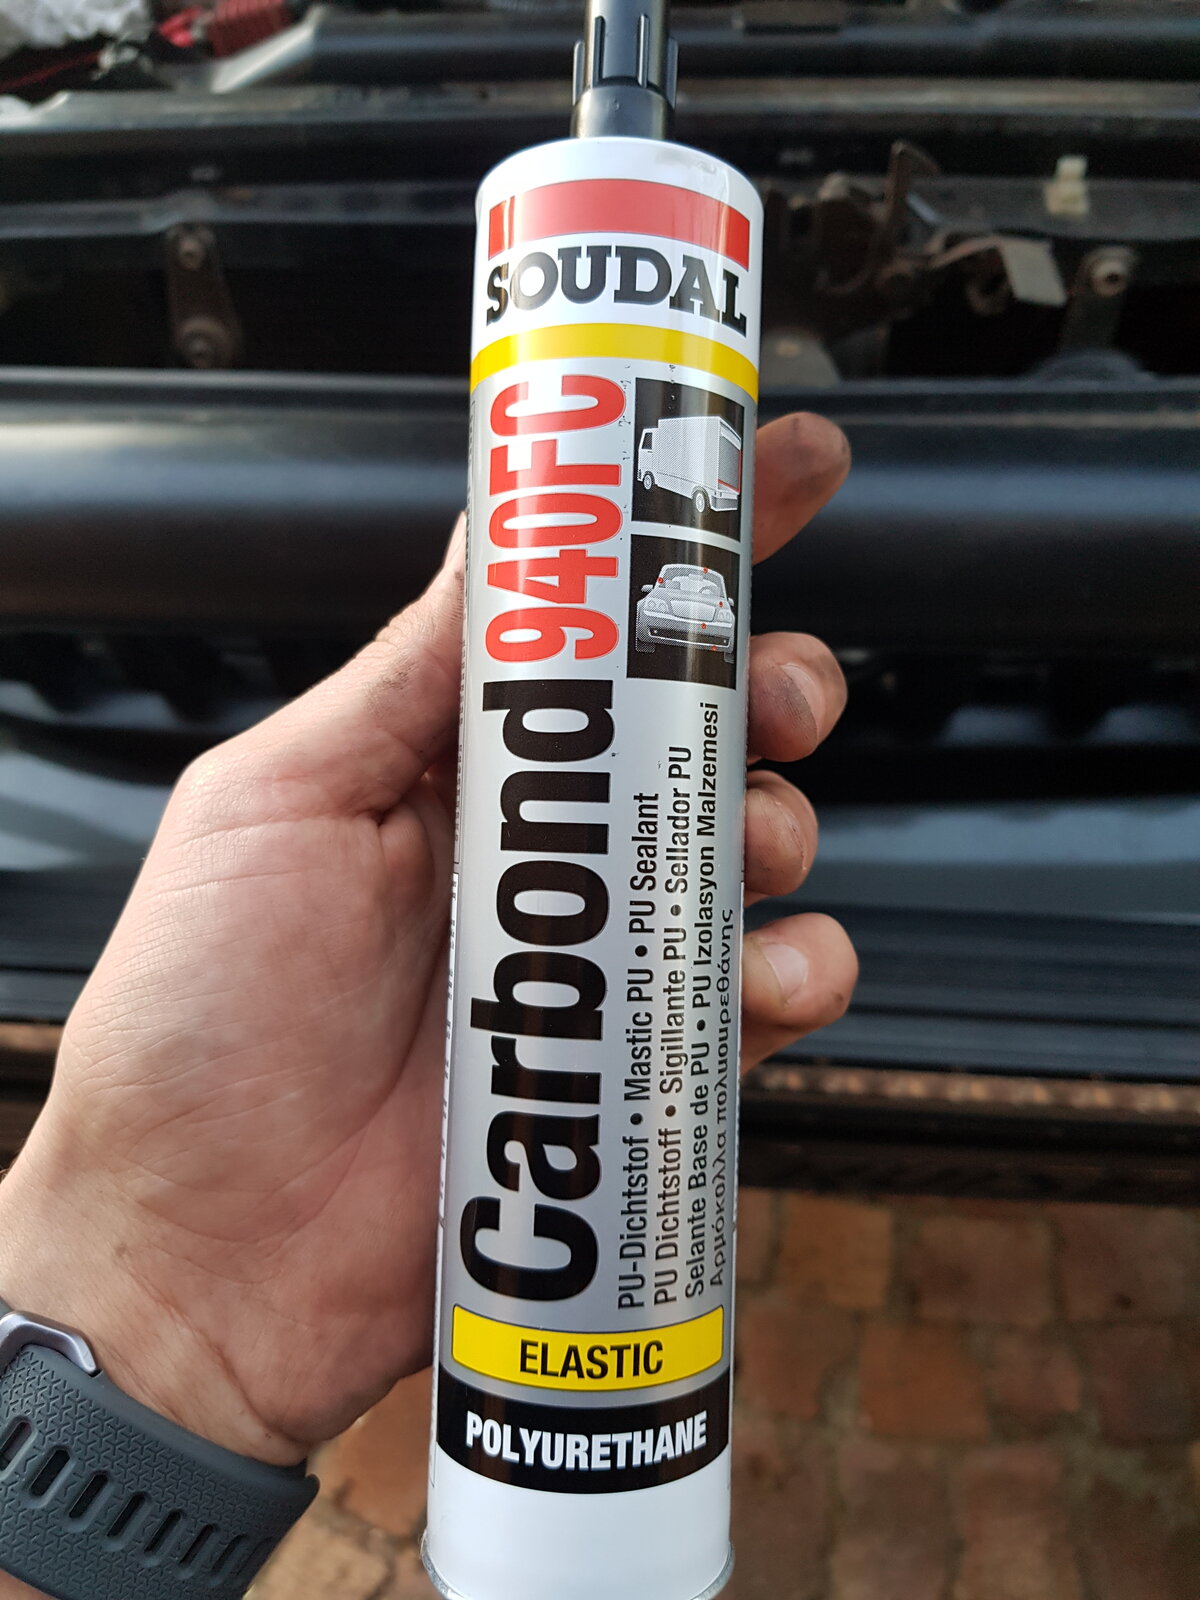 SOUDAL
Carbond 940FC
PU-Dichtstof • Mastic PU • PU Sealant
PU Dichtstoff • Sigillante PU • Sellador PU
Selante Base de PU • PU Izolasyon Malzemesi
Αρμόκολλα πολυουρεθάνης
ELASTIC
POLYURETHANE